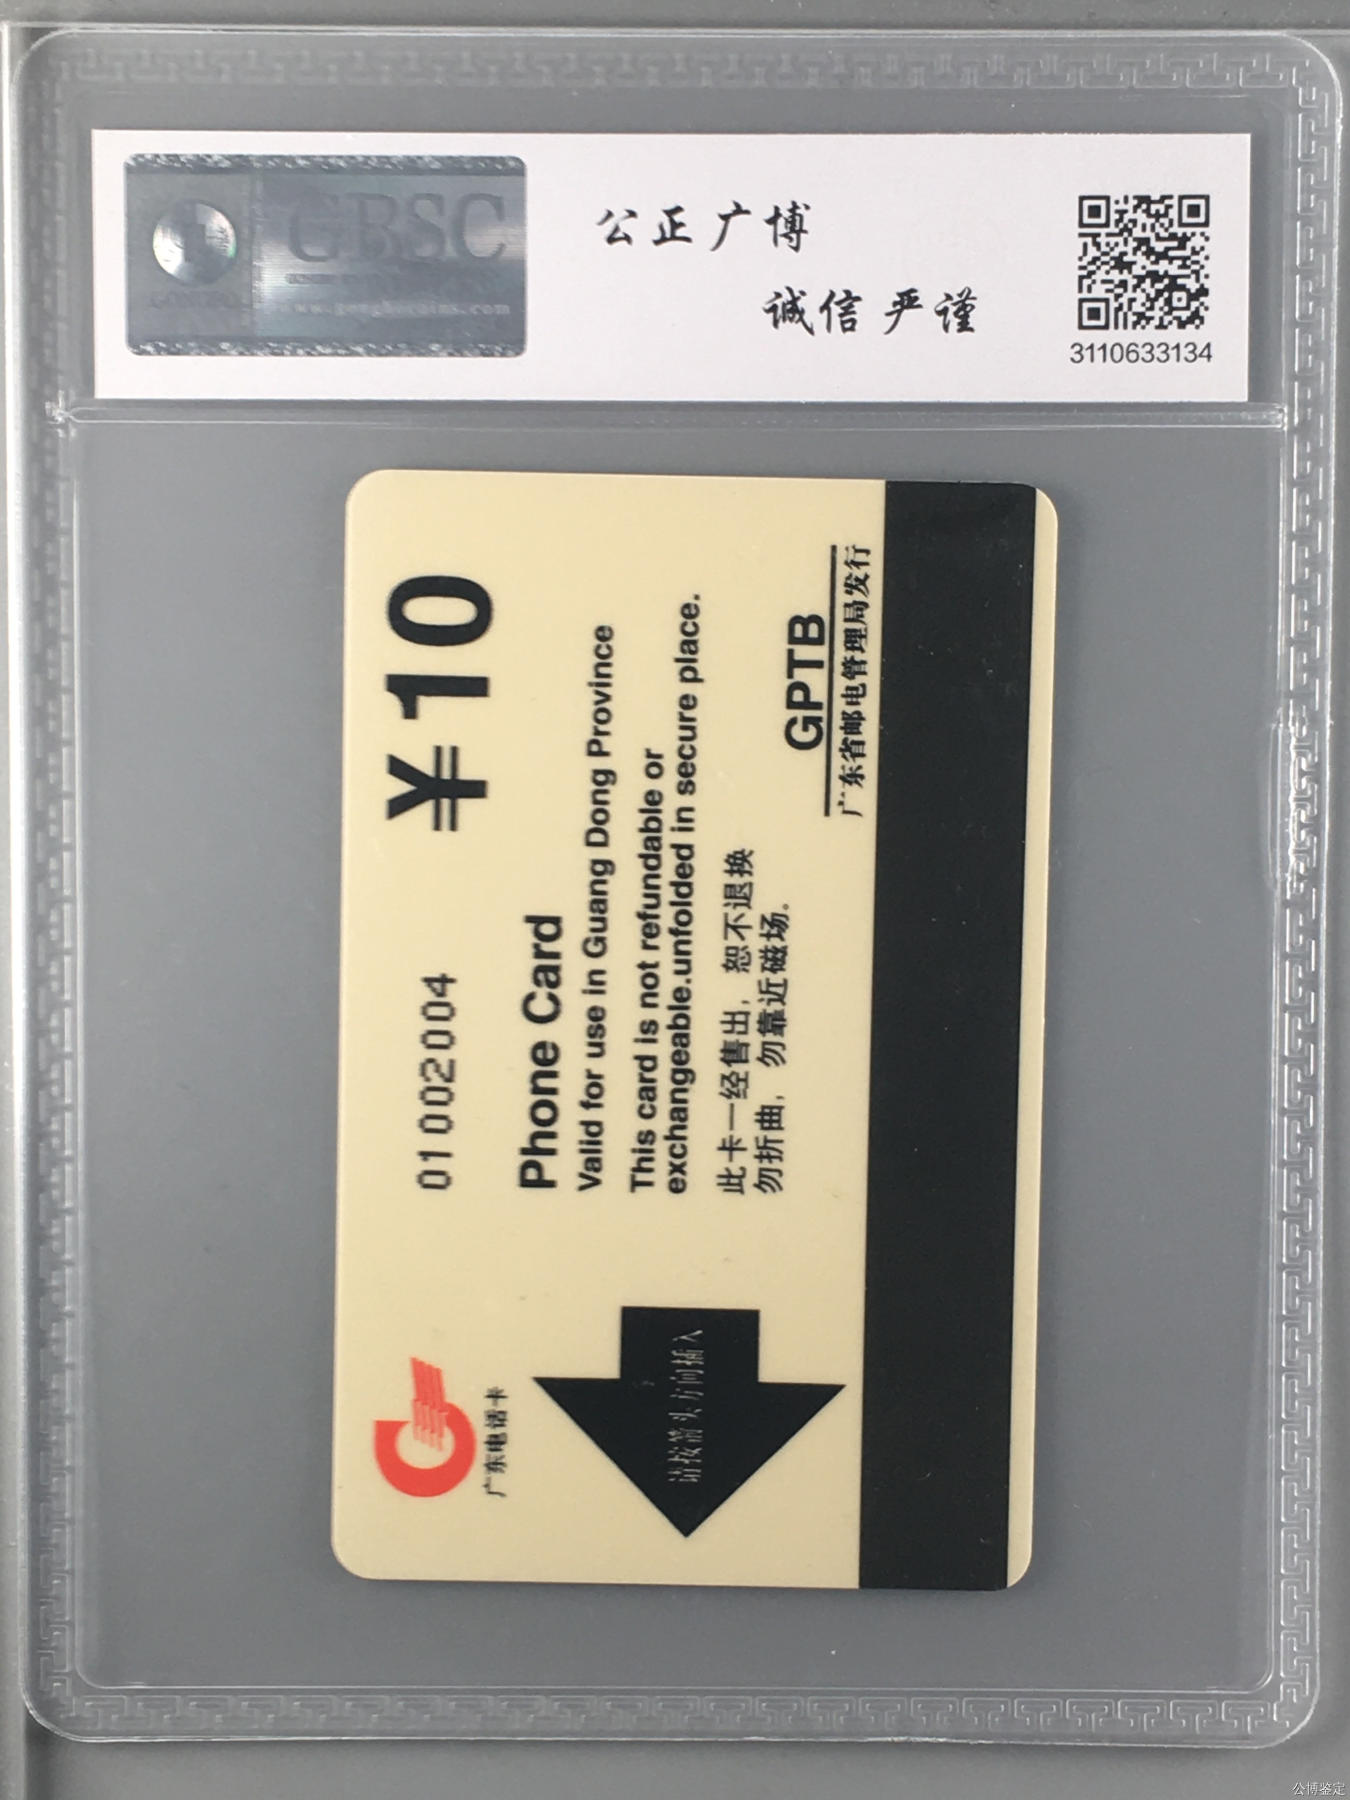 GBSC
www.gongbocoins.com
公正广博
诚信严谨
3110633134
¥10
01002004
Phone Card
Valid for use in Guang Dong Province
This card is not refundable or
exchangeable.unfolded in secure place.
此卡一经售出，恕不退换
勿折曲，勿靠近磁场。
GPTB
广东省邮电管理局发行
广东电话卡
请按箭头方向插入
公博鉴定